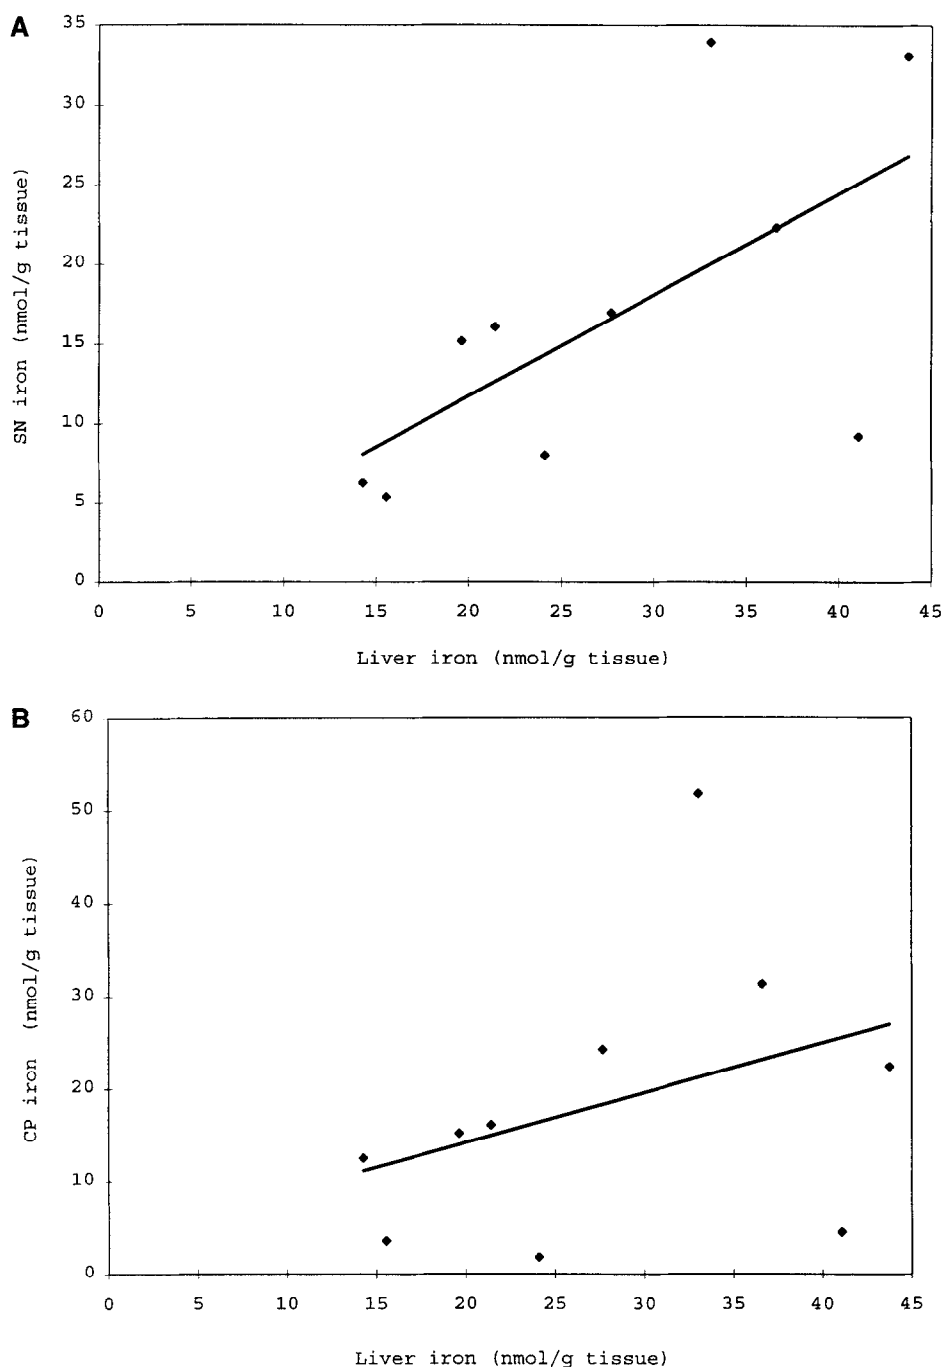 A
35
30
25
20
15
10
5
0
SN iron (nmol/g tissue)
0 5 10 15 20 25 30 35 40 45
Liver iron (nmol/g tissue)
B
60
50
40
30
20
10
0
CP iron (nmol/g tissue)
0 5 10 15 20 25 30 35 40 45
Liver iron (nmol/g tissue)